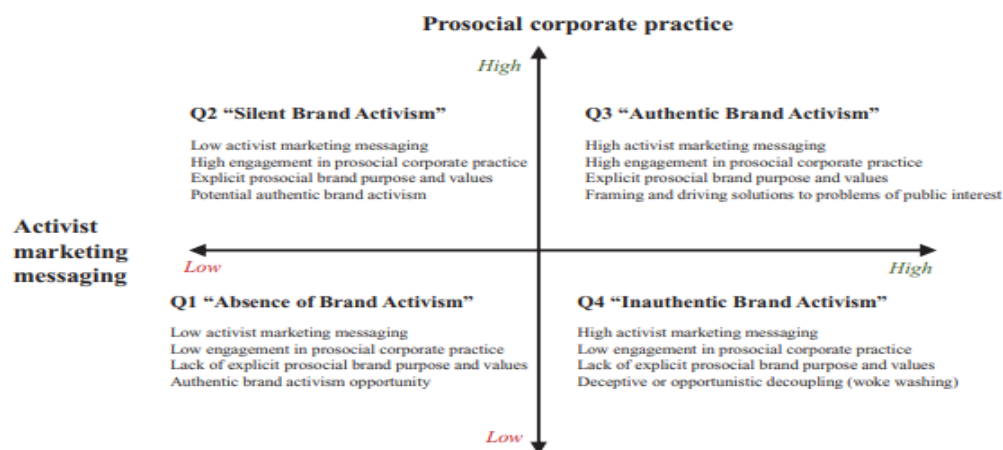 Prosocial corporate practice
High
Q2 “Silent Brand Activism”
Low activist marketing messaging
High engagement in prosocial corporate practice
Explicit prosocial brand purpose and values
Potential authentic brand activism
Q3 “Authentic Brand Activism”
High activist marketing messaging
High engagement in prosocial corporate practice
Explicit prosocial brand purpose and values
Framing and driving solutions to problems of public interest
Activist
marketing
messaging
Low
High
Q1 “Absence of Brand Activism”
Low activist marketing messaging
Low engagement in prosocial corporate practice
Lack of explicit prosocial brand purpose and values
Authentic brand activism opportunity
Q4 “Inauthentic Brand Activism”
High activist marketing messaging
Low engagement in prosocial corporate practice
Lack of explicit prosocial brand purpose and values
Deceptive or opportunistic decoupling (woke washing)
Low